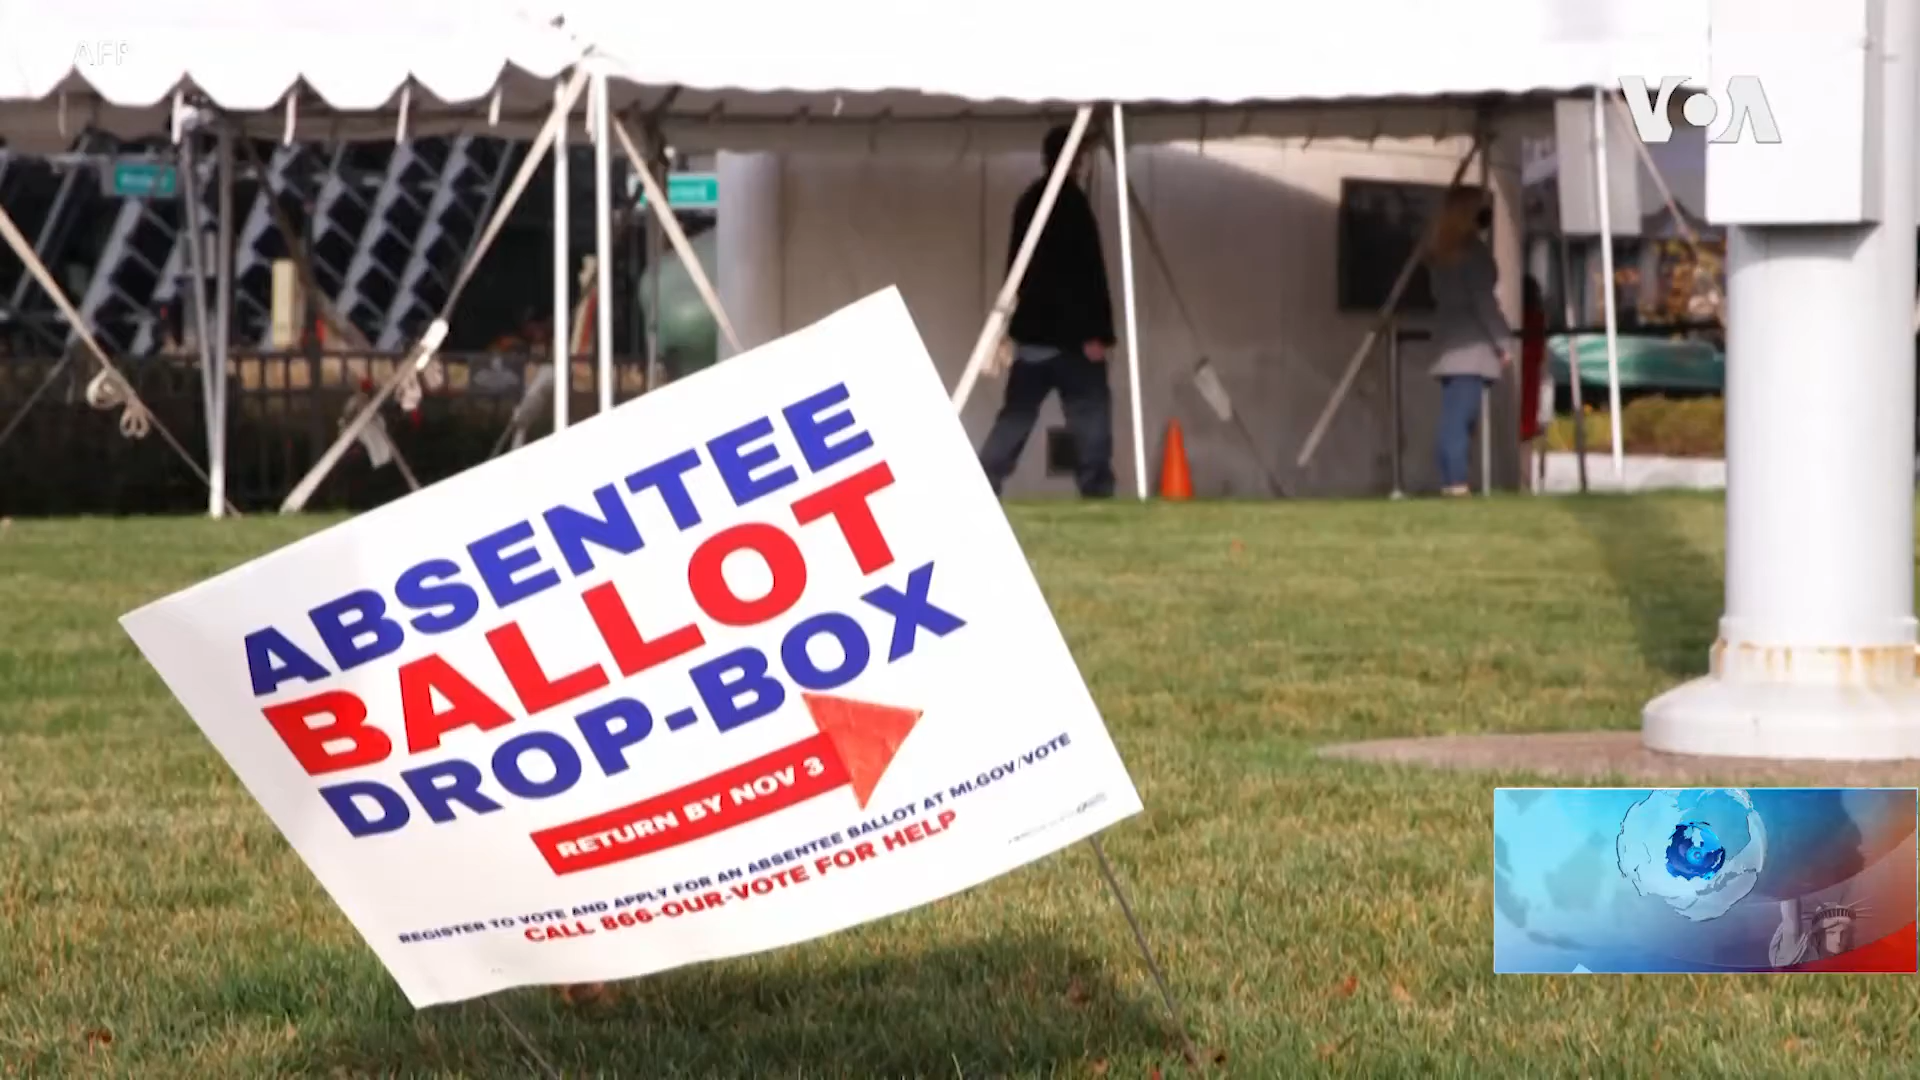 AFP
VOA
ABSENTEE
BALLOT
DROP-BOX
RETURN BY NOV 3
REGISTER TO VOTE AND APPLY FOR AN ABSENTEE BALLOT AT MI.GOV/VOTE
CALL 866-OUR-VOTE FOR HELP